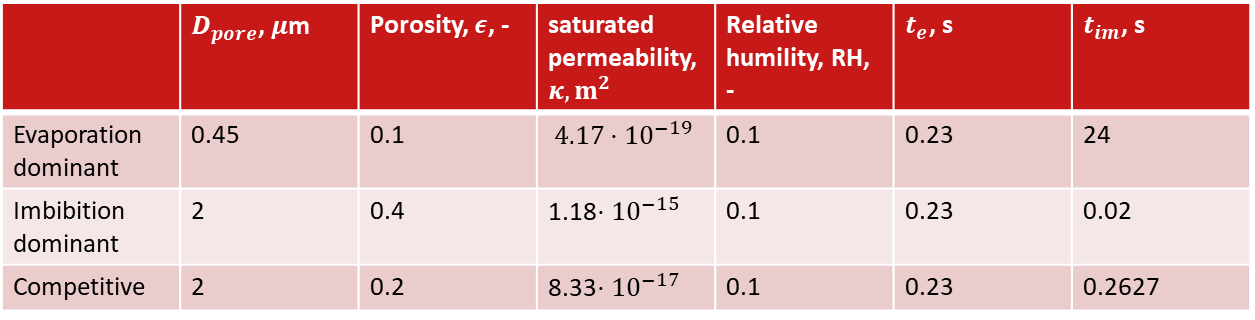 D_pore, μm Porosity, ϵ, - saturated permeability, κ, m² Relative humility, RH, - t_e, s t_im, s
Evaporation dominant 0.45 0.1 4.17 · 10⁻¹⁹ 0.1 0.23 24
Imbibition dominant 2 0.4 1.18· 10⁻¹⁵ 0.1 0.23 0.02
Competitive 2 0.2 8.33· 10⁻¹⁷ 0.1 0.23 0.2627